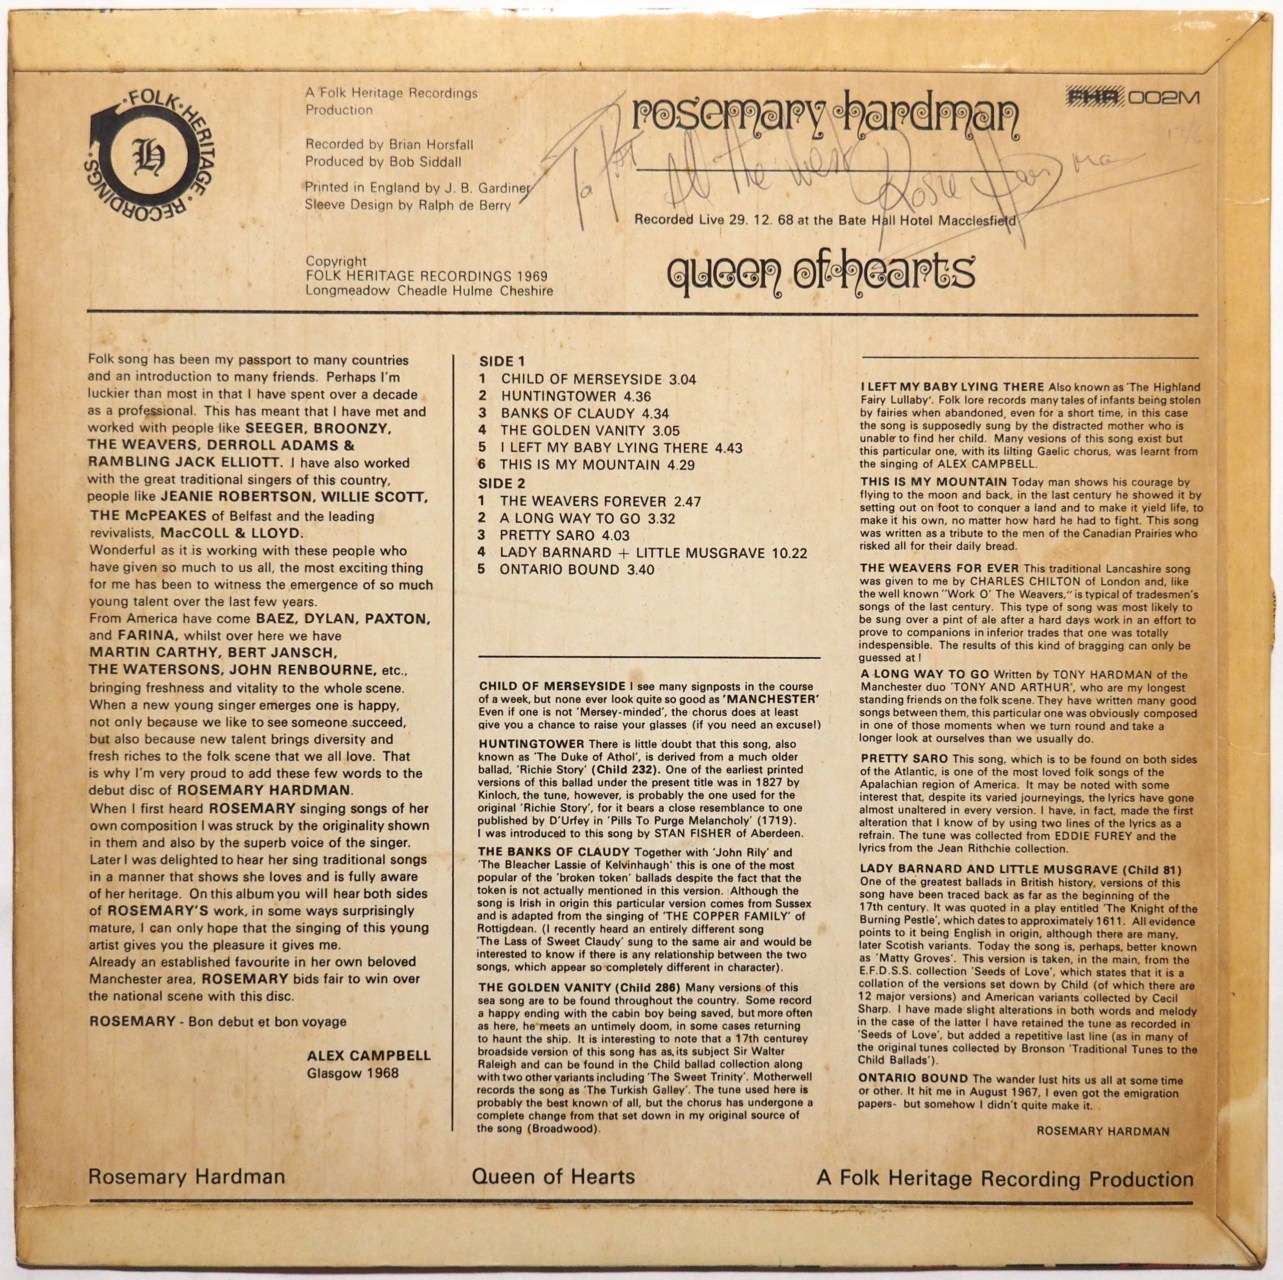 ·FOLK·HERITAGE·RECORDINGS·
H
A Folk Heritage Recordings
Production
Recorded by Brian Horsfall
Produced by Bob Siddall
Printed in England by J. B. Gardiner
Sleeve Design by Ralph de Berry
Copyright
FOLK HERITAGE RECORDINGS 1969
Longmeadow Cheadle Hulme Cheshire
rosemary hardman
FHR 002M
All the best Rosie Hardman
Recorded Live 29. 12. 68 at the Bate Hall Hotel Macclesfield
queen of hearts
Folk song has been my passport to many countries
and an introduction to many friends. Perhaps I'm
luckier than most in that I have spent over a decade
as a professional. This has meant that I have met and
worked with people like SEEGER, BROONZY,
THE WEAVERS, DERROLL ADAMS &
RAMBLING JACK ELLIOTT. I have also worked
with the great traditional singers of this country,
people like JEANIE ROBERTSON, WILLIE SCOTT,
THE McPEAKES of Belfast and the leading
revivalists, MacCOLL & LLOYD.
Wonderful as it is working with these people who
have given so much to us all, the most exciting thing
for me has been to witness the emergence of so much
young talent over the last few years.
From America have come BAEZ, DYLAN, PAXTON,
and FARINA, whilst over here we have
MARTIN CARTHY, BERT JANSCH,
THE WATERSONS, JOHN RENBOURNE, etc.,
bringing freshness and vitality to the whole scene.
When a new young singer emerges one is happy,
not only because we like to see someone succeed,
but also because new talent brings diversity and
fresh riches to the folk scene that we all love. That
is why I'm very proud to add these few words to the
debut disc of ROSEMARY HARDMAN.
When I first heard ROSEMARY singing songs of her
own composition I was struck by the originality shown
in them and also by the superb voice of the singer.
Later I was delighted to hear her sing traditional songs
in a manner that shows she loves and is fully aware
of her heritage. On this album you will hear both sides
of ROSEMARY'S work, in some ways surprisingly
mature, I can only hope that the singing of this young
artist gives you the pleasure it gives me.
Already an established favourite in her own beloved
Manchester area, ROSEMARY bids fair to win over
the national scene with this disc.
ROSEMARY - Bon debut et bon voyage
ALEX CAMPBELL
Glasgow 1968
SIDE 1
1 CHILD OF MERSEYSIDE 3.04
2 HUNTINGTOWER 4.36
3 BANKS OF CLAUDY 4.34
4 THE GOLDEN VANITY 3.05
5 I LEFT MY BABY LYING THERE 4.43
6 THIS IS MY MOUNTAIN 4.29
SIDE 2
1 THE WEAVERS FOREVER 2.47
2 A LONG WAY TO GO 3.32
3 PRETTY SARO 4.03
4 LADY BARNARD + LITTLE MUSGRAVE 10.22
5 ONTARIO BOUND 3.40
CHILD OF MERSEYSIDE I see many signposts in the course
of a week, but none ever look quite so good as 'MANCHESTER'
Even if one is not 'Mersey-minded', the chorus does at least
give you a chance to raise your glasses (if you need an excuse!)
HUNTINGTOWER There is little doubt that this song, also
known as 'The Duke of Athol', is derived from a much older
ballad, 'Richie Story' (Child 232). One of the earliest printed
versions of this ballad under the present title was in 1827 by
Kinloch, the tune, however, is probably the one used for the
original 'Richie Story', for it bears a close resemblance to one
published by D'Urfey in 'Pills To Purge Melancholy' (1719).
I was introduced to this song by STAN FISHER of Aberdeen.
THE BANKS OF CLAUDY Together with 'John Rily' and
'The Bleacher Lassie of Kelvinhaugh' this is one of the most
popular of the 'broken token' ballads despite the fact that the
token is not actually mentioned in this version. Although the
song is Irish in origin this particular version comes from Sussex
and is adapted from the singing of 'THE COPPER FAMILY' of
Rottigdean. (I recently heard an entirely different song
'The Lass of Sweet Claudy' sung to the same air and would be
interested to know if there is any relationship between the two
songs, which appear so completely different in character).
THE GOLDEN VANITY (Child 286) Many versions of this
sea song are to be found throughout the country. Some record
a happy ending with the cabin boy being saved, but more often
as here, he meets an untimely doom, in some cases returning
to haunt the ship. It is interesting to note that a 17th centurey
broadside version of this song has as its subject Sir Walter
Raleigh and can be found in the Child ballad collection along
with two other variants including 'The Sweet Trinity'. Motherwell
records the song as 'The Turkish Galley'. The tune used here is
probably the best known of all, but the chorus has undergone a
complete change from that set down in my original source of
the song (Broadwood).
I LEFT MY BABY LYING THERE Also known as 'The Highland
Fairy Lullaby'. Folk lore records many tales of infants being stolen
by fairies when abandoned, even for a short time, in this case
the song is supposedly sung by the distracted mother who is
unable to find her child. Many vesions of this song exist but
this particular one, with its lilting Gaelic chorus, was learnt from
the singing of ALEX CAMPBELL.
THIS IS MY MOUNTAIN Today man shows his courage by
flying to the moon and back, in the last century he showed it by
setting out on foot to conquer a land and to make it yield life, to
make it his own, no matter how hard he had to fight. This song
was written as a tribute to the men of the Canadian Prairies who
risked all for their daily bread.
THE WEAVERS FOR EVER This traditional Lancashire song
was given to me by CHARLES CHILTON of London and, like
the well known "Work O' The Weavers," is typical of tradesmen's
songs of the last century. This type of song was most likely to
be sung over a pint of ale after a hard days work in an effort to
prove to companions in inferior trades that one was totally
indespensible. The results of this kind of bragging can only be
guessed at!
A LONG WAY TO GO Written by TONY HARDMAN of the
Manchester duo 'TONY AND ARTHUR', who are my longest
standing friends on the folk scene. They have written many good
songs between them, this particular one was obviously composed
in one of those moments when we turn round and take a
longer look at ourselves than we usually do.
PRETTY SARO This song, which is to be found on both sides
of the Atlantic, is one of the most loved folk songs of the
Apalachian region of America. It may be noted with some
interest that, despite its varied journeyings, the lyrics have gone
almost unaltered in every version. I have, in fact, made the first
alteration that I know of by using two lines of the lyrics as a
refrain. The tune was collected from EDDIE FUREY and the
lyrics from the Jean Rithchie collection.
LADY BARNARD AND LITTLE MUSGRAVE (Child 81)
One of the greatest ballads in British history, versions of this
song have been traced back as far as the beginning of the
17th century. It was quoted in a play entitled 'The Knight of the
Burning Pestle', which dates to approximately 1611. All evidence
points to it being English in origin, although there are many,
later Scotish variants. Today the song is, perhaps, better known
as 'Matty Groves'. This version is taken, in the main, from the
E.F.D.S.S. collection 'Seeds of Love', which states that it is a
collation of the versions set down by Child (of which there are
12 major versions) and American variants collected by Cecil
Sharp. I have made slight alterations in both words and melody
in the case of the latter I have retained the tune as recorded in
'Seeds of Love', but added a repetitive last line (as in many of
the original tunes collected by Bronson 'Traditional Tunes to the
Child Ballads').
ONTARIO BOUND The wander lust hits us all at some time
or other. It hit me in August 1967, I even got the emigration
papers- but somehow I didn't quite make it.
ROSEMARY HARDMAN
Rosemary Hardman
Queen of Hearts
A Folk Heritage Recording Production